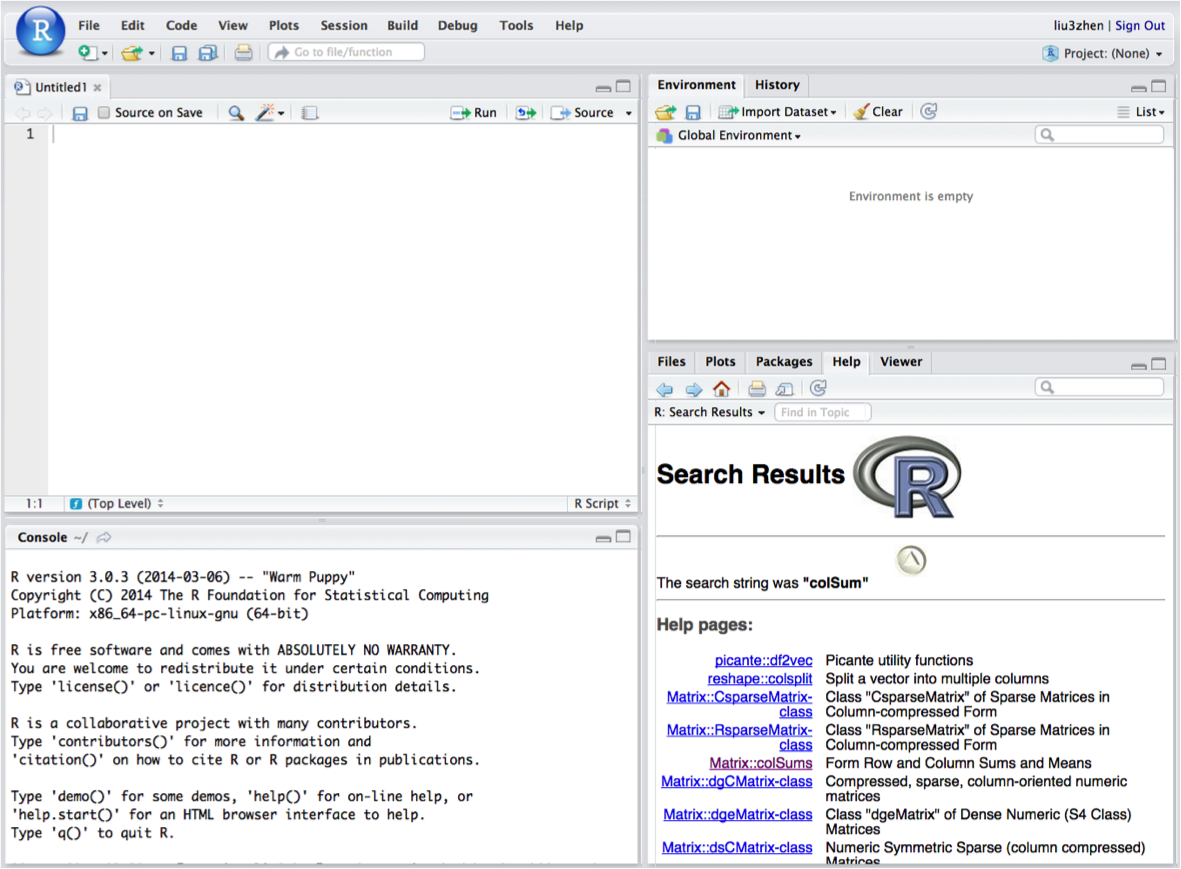 R
File Edit Code View Plots Session Build Debug Tools Help
liu3zhen | Sign Out
Go to file/function
Project: (None)
Untitled1
Source on Save
Run
Source
1
1:1
(Top Level)
R Script
Console ~/
R version 3.0.3 (2014-03-06) -- "Warm Puppy"
Copyright (C) 2014 The R Foundation for Statistical Computing
Platform: x86_64-pc-linux-gnu (64-bit)
R is free software and comes with ABSOLUTELY NO WARRANTY.
You are welcome to redistribute it under certain conditions.
Type 'license()' or 'licence()' for distribution details.
R is a collaborative project with many contributors.
Type 'contributors()' for more information and
'citation()' on how to cite R or R packages in publications.
Type 'demo()' for some demos, 'help()' for on-line help, or
'help.start()' for an HTML browser interface to help.
Type 'q()' to quit R.
Environment History
Import Dataset
Clear
List
Global Environment
Environment is empty
Files Plots Packages Help Viewer
R: Search Results
Find in Topic
Search Results
R
The search string was "colSum"
Help pages:
picante::df2vec Picante utility functions
reshape::colsplit Split a vector into multiple columns
Matrix::CsparseMatrix- Class "CsparseMatrix" of Sparse Matrices in
class Column-compressed Form
Matrix::RsparseMatrix- Class "RsparseMatrix" of Sparse Matrices in
class Column-compressed Form
Matrix::colSums Form Row and Column Sums and Means
Matrix::dgCMatrix-class Compressed, sparse, column-oriented numeric
matrices
Matrix::dgeMatrix-class Class "dgeMatrix" of Dense Numeric (S4 Class)
Matrices
Matrix::dsCMatrix-class Numeric Symmetric Sparse (column compressed)
Matrices